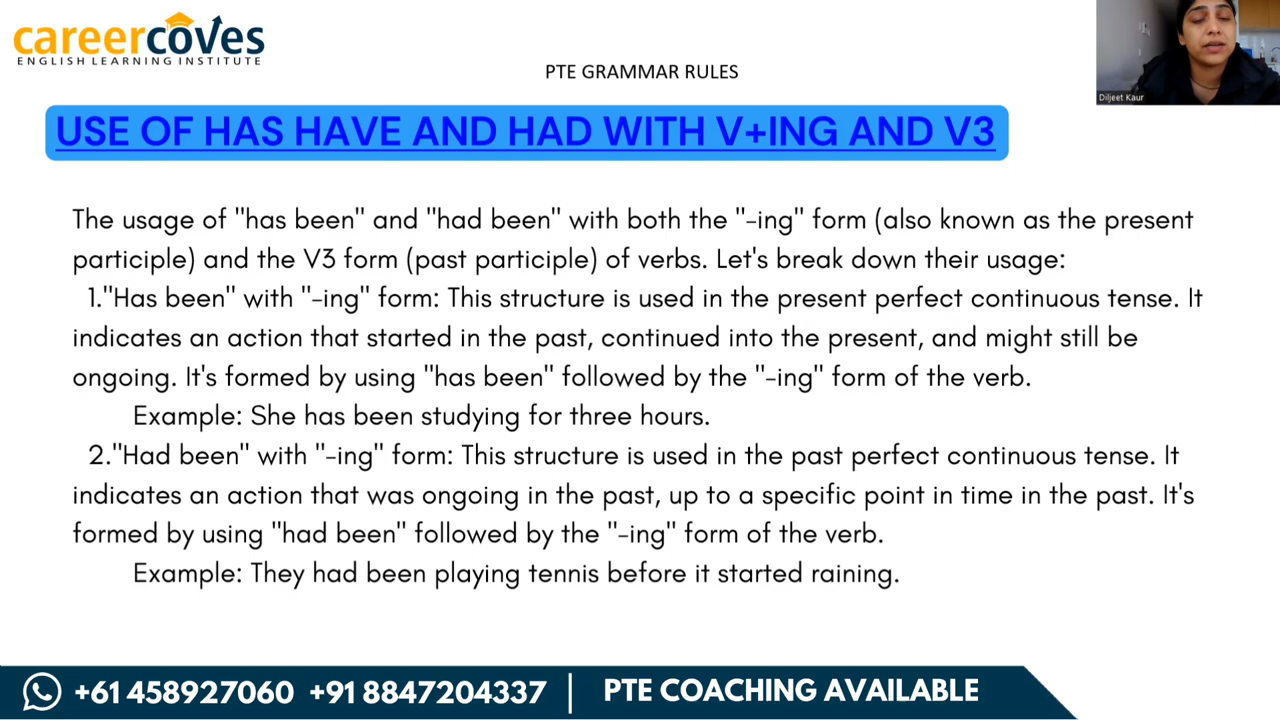 careercoves
ENGLISH LEARNING INSTITUTE
PTE GRAMMAR RULES
Diljeet Kaur
USE OF HAS HAVE AND HAD WITH V+ING AND V3
The usage of "has been" and "had been" with both the "-ing" form (also known as the present
participle) and the V3 form (past participle) of verbs. Let's break down their usage:
1."Has been" with "-ing" form: This structure is used in the present perfect continuous tense. It
indicates an action that started in the past, continued into the present, and might still be
ongoing. It's formed by using "has been" followed by the "-ing" form of the verb.
Example: She has been studying for three hours.
2."Had been" with "-ing" form: This structure is used in the past perfect continuous tense. It
indicates an action that was ongoing in the past, up to a specific point in time in the past. It's
formed by using "had been" followed by the "-ing" form of the verb.
Example: They had been playing tennis before it started raining.
+61 458927060 +91 8847204337 | PTE COACHING AVAILABLE